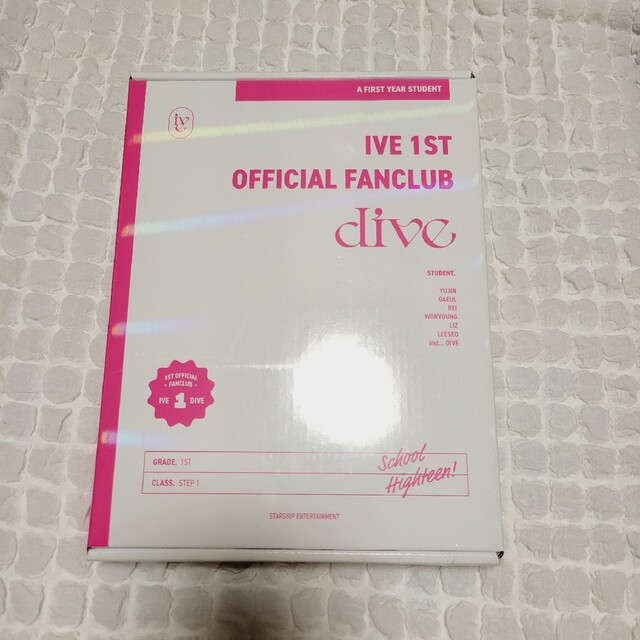 A FIRST YEAR STUDENT
ive
IVE 1ST
OFFICIAL FANCLUB
dive
STUDENT.
YUJIN
GAEUL
REI
WONYOUNG
LIZ
LEESEO
and... DIVE
1ST OFFICIAL
- FANCLUB -
IVE 1 DIVE
GRADE. 1ST
CLASS. STEP 1
School
Highteen!
STARSHIP ENTERTAINMENT